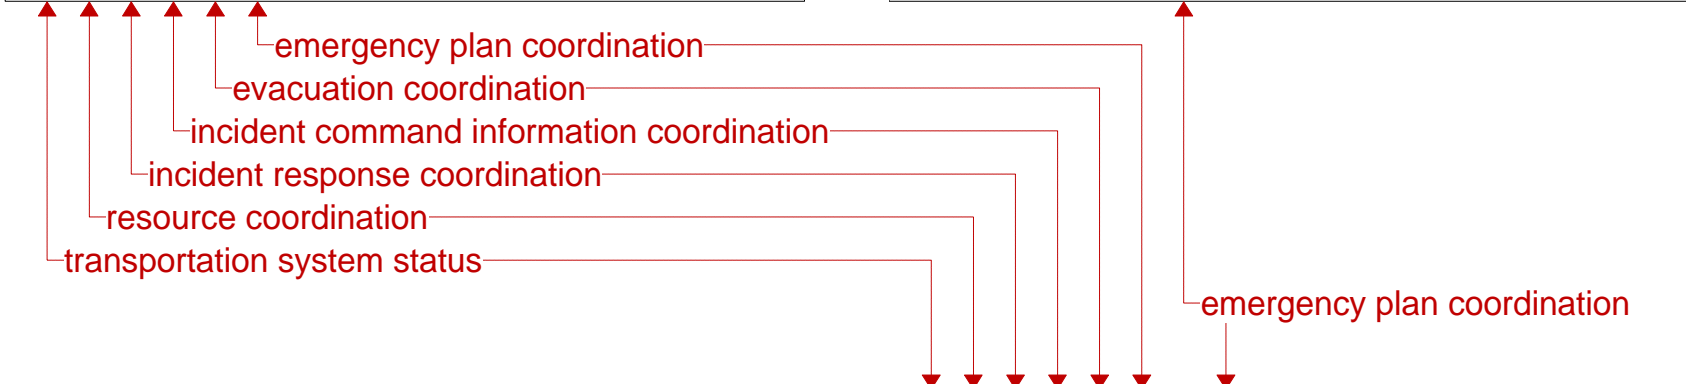 emergency plan coordination
evacuation coordination
incident command information coordination
incident response coordination
resource coordination
transportation system status
emergency plan coordination